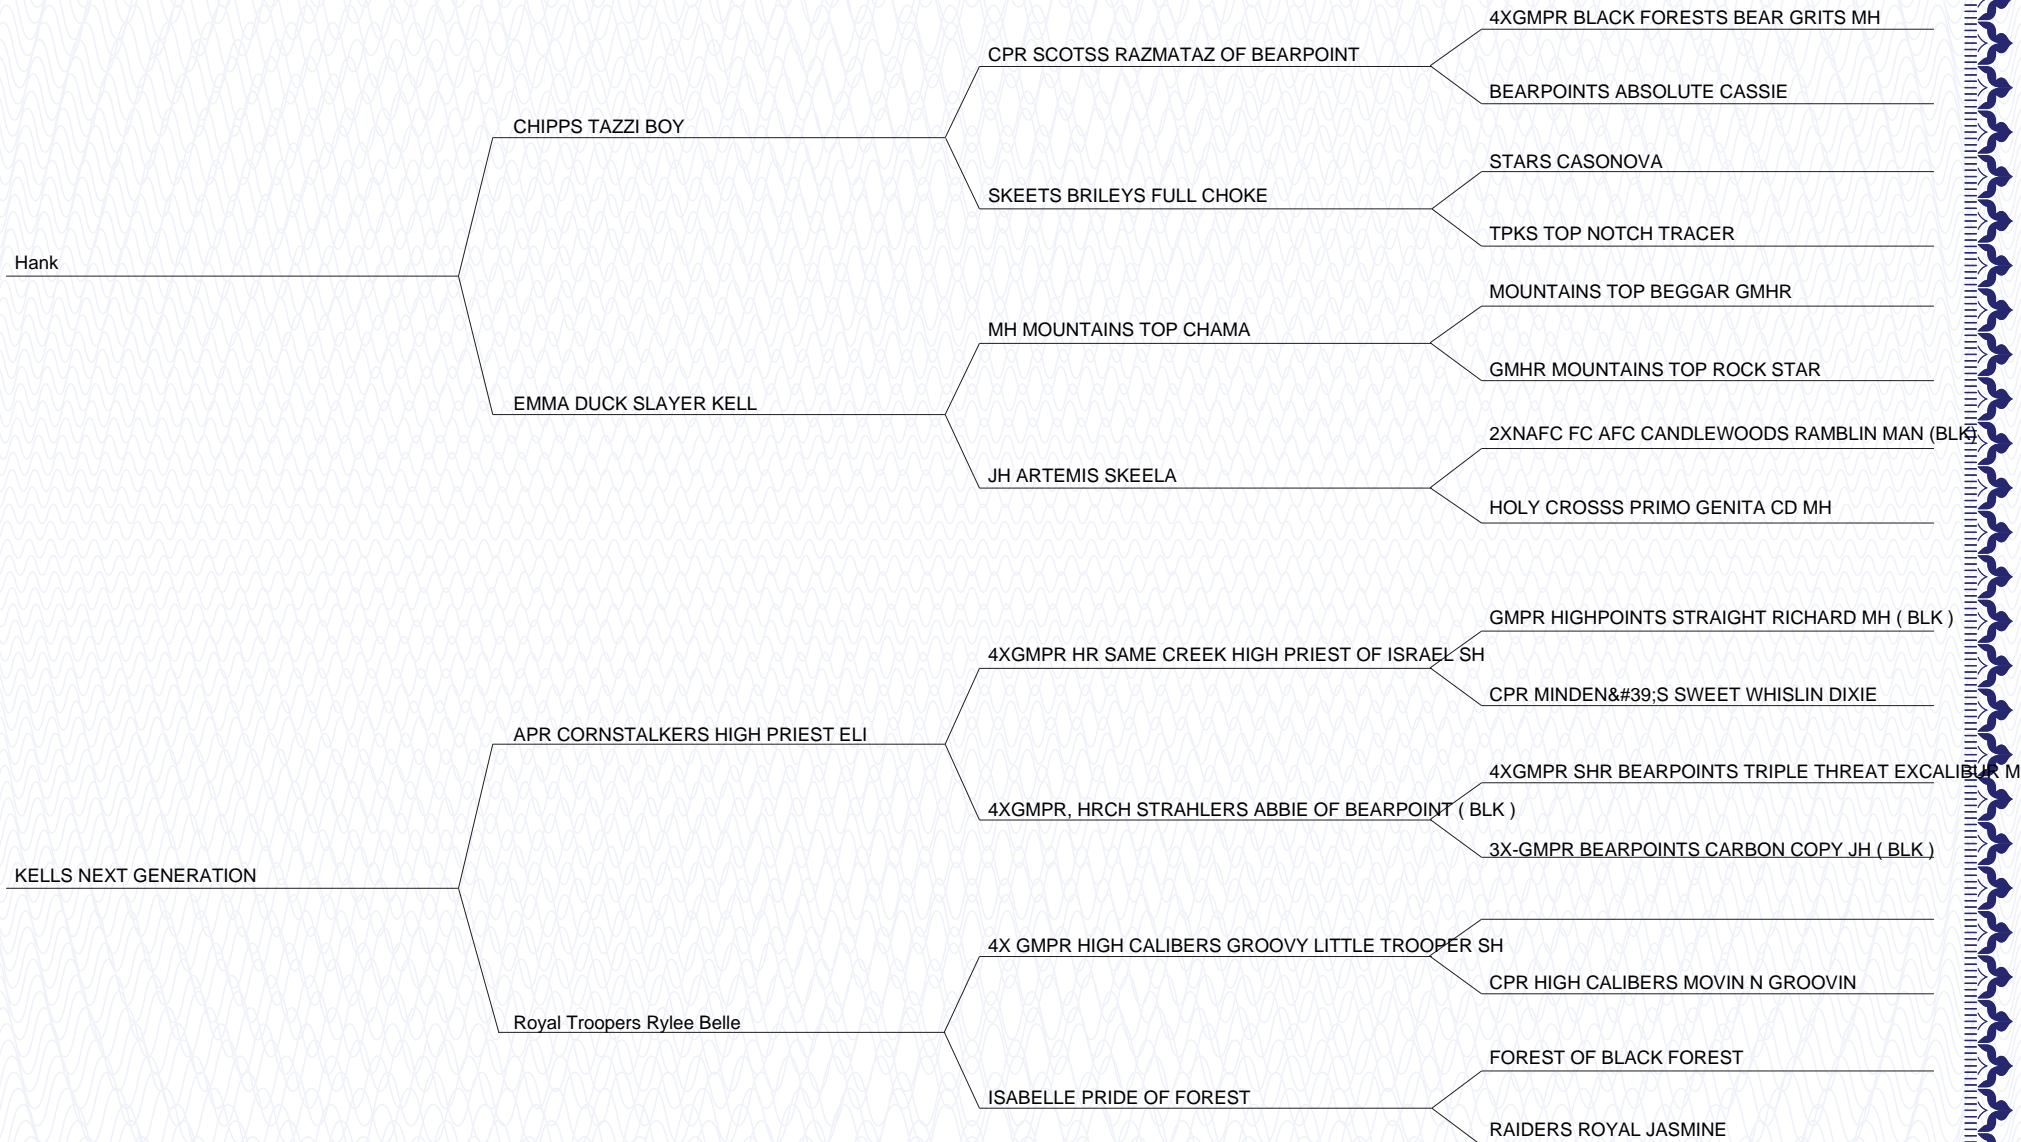 4XGMPR BLACK FORESTS BEAR GRITS MH
CPR SCOTSS RAZMATAZ OF BEARPOINT
BEARPOINTS ABSOLUTE CASSIE
CHIPPS TAZZI BOY
STARS CASONOVA
SKEETS BRILEYS FULL CHOKE
TPKS TOP NOTCH TRACER
Hank
MOUNTAINS TOP BEGGAR GMHR
MH MOUNTAINS TOP CHAMA
GMHR MOUNTAINS TOP ROCK STAR
EMMA DUCK SLAYER KELL
2XNAFC FC AFC CANDLEWOODS RAMBLIN MAN (BLK)
JH ARTEMIS SKEELA
HOLY CROSSS PRIMO GENITA CD MH
GMPR HIGHPOINTS STRAIGHT RICHARD MH ( BLK )
4XGMPR HR SAME CREEK HIGH PRIEST OF ISRAEL SH
CPR MINDEN&#39;S SWEET WHISLIN DIXIE
APR CORNSTALKERS HIGH PRIEST ELI
4XGMPR SHR BEARPOINTS TRIPLE THREAT EXCALIBUR M
4XGMPR, HRCH STRAHLERS ABBIE OF BEARPOINT ( BLK )
3X-GMPR BEARPOINTS CARBON COPY JH ( BLK )
KELLS NEXT GENERATION
4X GMPR HIGH CALIBERS GROOVY LITTLE TROOPER SH
CPR HIGH CALIBERS MOVIN N GROOVIN
Royal Troopers Rylee Belle
FOREST OF BLACK FOREST
ISABELLE PRIDE OF FOREST
RAIDERS ROYAL JASMINE